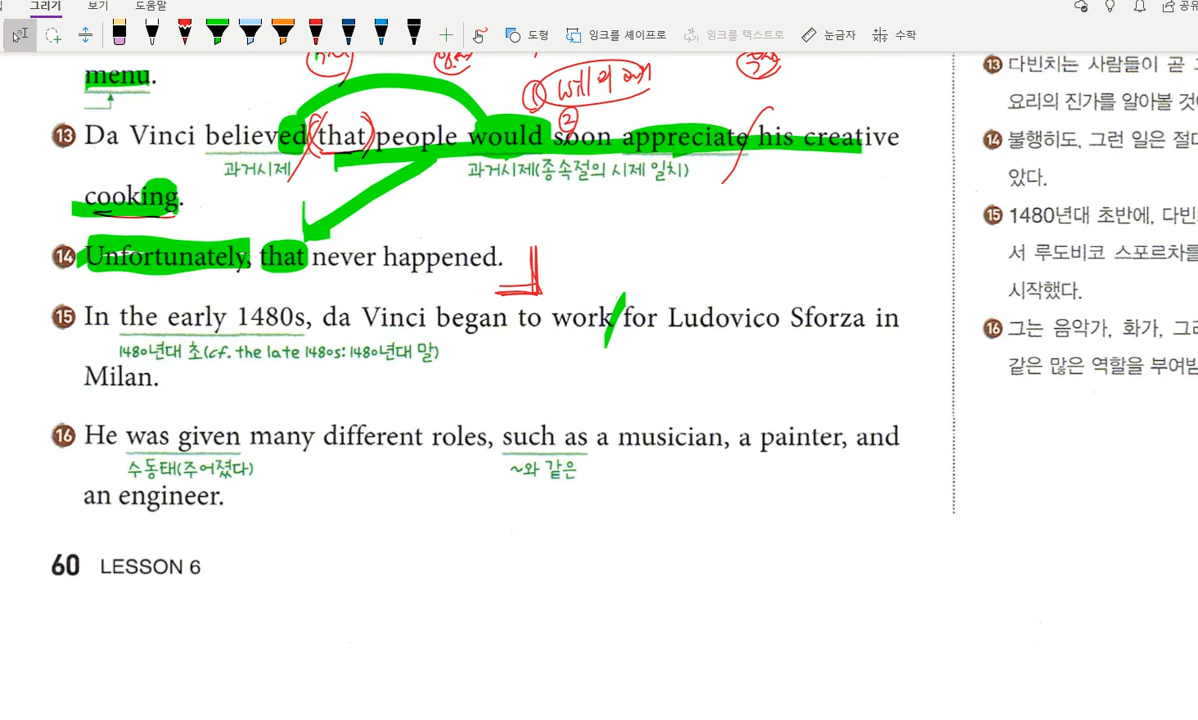 그리기 보기 도움말
도형 잉크를 셰이프로 잉크를 텍스트로 눈금자 수학
menu.
① will의
②
⑬ Da Vinci believed (that) people would soon appreciate his creative
과거시제 과거시제(종속절의 시제 일치)
cooking.
⑭ Unfortunately, that never happened.
⑮ In the early 1480s, da Vinci began to work for Ludovico Sforza in
1480년대 초(cf. the late 1480s: 1480년대 말)
Milan.
⑯ He was given many different roles, such as a musician, a painter, and
수동태(주어졌다) ~와 같은
an engineer.
60 LESSON 6
⑬ 다빈치는 사람들이 곧
요리의 진가를 알아볼
⑭ 불행히도, 그런 일은
았다.
⑮ 1480년대 초반에,
서 루도비코 스포르차를
시작했다.
⑯ 그는 음악가, 화가,
같은 많은 역할을